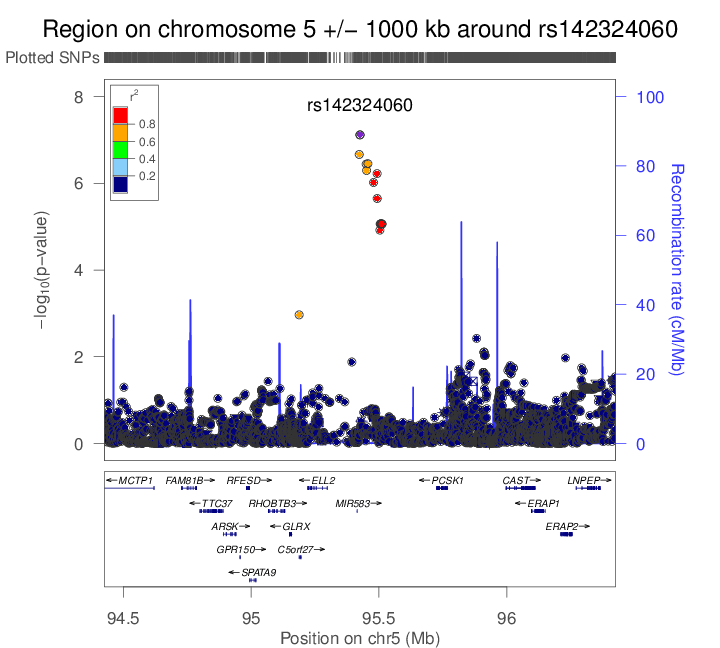 Region on chromosome 5 +/− 1000 kb around rs142324060
Plotted SNPs
r²
0.8
0.6
0.4
0.2
rs142324060
8
6
4
2
0
−log₁₀(p−value)
100
80
60
40
20
0
Recombination rate (cM/Mb)
←MCTP1 FAM81B→ RFESD→ ←ELL2 ←PCSK1 CAST→ LNPEP→
←TTC37 RHOBTB3→ MIR583→ ←ERAP1
ARSK→ ←GLRX ERAP2→
GPR150→ C5orf27→
←SPATA9
94.5 95 95.5 96
Position on chr5 (Mb)